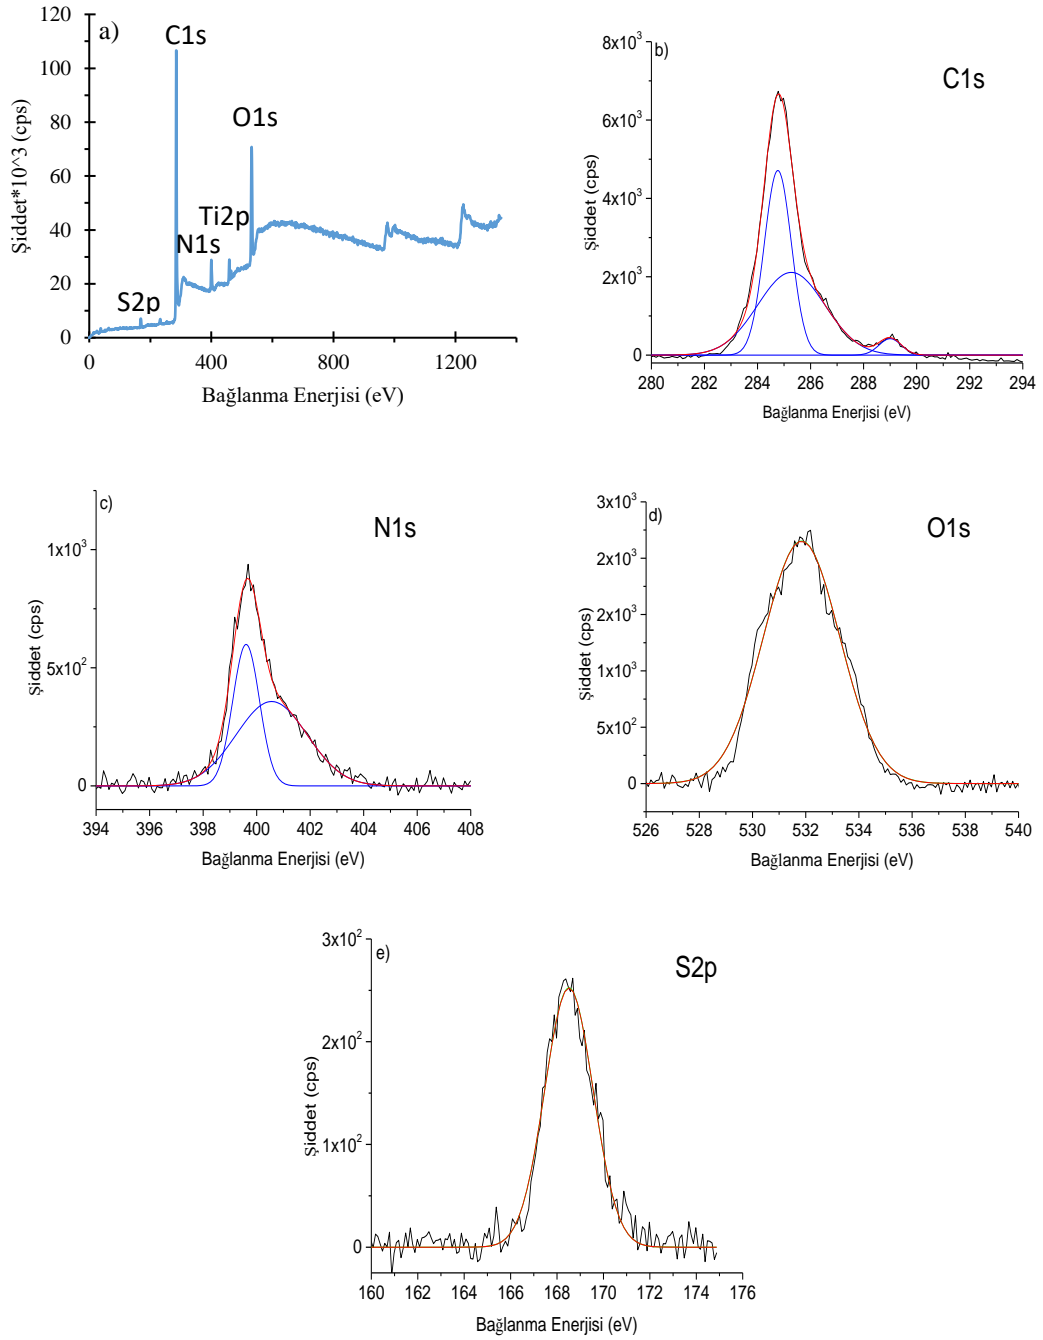 a)
Şiddet*10^3 (cps)
120
100
80
60
40
20
0
C1s
O1s
Ti2p
N1s
S2p
0
400
800
1200
Bağlanma Enerjisi (eV)
b)
C1s
Şiddet (cps)
8x10³
6x10³
4x10³
2x10³
0
280 282 284 286 288 290 292 294
Bağlanma Enerjisi (eV)
c)
N1s
Şiddet (cps)
1x10³
5x10²
0
394 396 398 400 402 404 406 408
Bağlanma Enerjisi (eV)
d)
O1s
Şiddet (cps)
3x10³
2x10³
2x10³
1x10³
5x10²
0
526 528 530 532 534 536 538 540
Bağlanma Enerjisi (eV)
e)
S2p
Şiddet (cps)
3x10²
2x10²
1x10²
0
160 162 164 166 168 170 172 174 176
Bağlanma Enerjisi (eV)